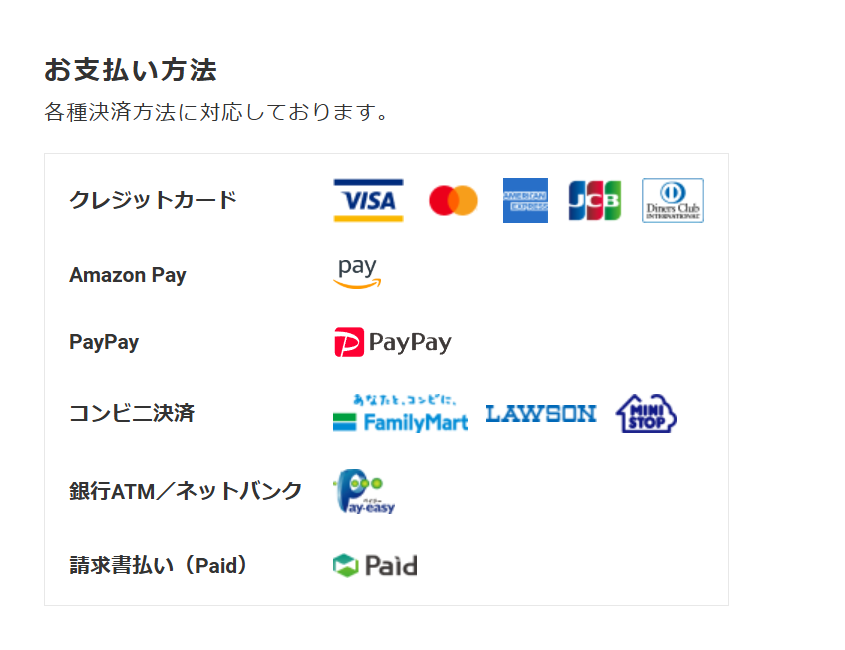 お支払い方法
各種決済方法に対応しております。
クレジットカード VISA AMERICAN EXPRESS JCB Diners Club INTERNATIONAL
Amazon Pay pay
PayPay PayPay
コンビニ決済 あなたと、コンビに、 FamilyMart LAWSON MINI STOP
銀行ATM／ネットバンク Pay-easy ペイジー
請求書払い（Paid） Paid